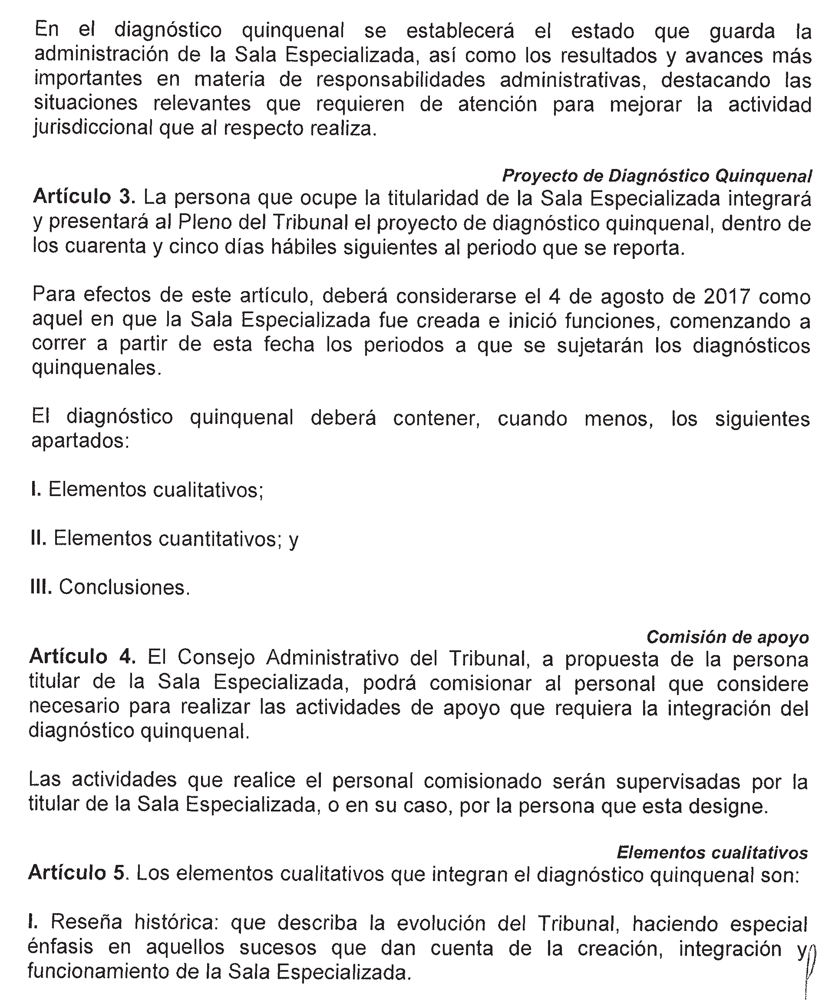 En el diagnóstico quinquenal se establecerá el estado que guarda la
administración de la Sala Especializada, así como los resultados y avances más
importantes en materia de responsabilidades administrativas, destacando las
situaciones relevantes que requieren de atención para mejorar la actividad
jurisdiccional que al respecto realiza.
Proyecto de Diagnóstico Quinquenal
Artículo 3. La persona que ocupe la titularidad de la Sala Especializada integrará
y presentará al Pleno del Tribunal el proyecto de diagnóstico quinquenal, dentro de
los cuarenta y cinco días hábiles siguientes al periodo que se reporta.
Para efectos de este artículo, deberá considerarse el 4 de agosto de 2017 como
aquel en que la Sala Especializada fue creada e inició funciones, comenzando a
correr a partir de esta fecha los periodos a que se sujetarán los diagnósticos
quinquenales.
El diagnóstico quinquenal deberá contener, cuando menos, los siguientes
apartados:
I. Elementos cualitativos;
II. Elementos cuantitativos; y
III. Conclusiones.
Comisión de apoyo
Artículo 4. El Consejo Administrativo del Tribunal, a propuesta de la persona
titular de la Sala Especializada, podrá comisionar al personal que considere
necesario para realizar las actividades de apoyo que requiera la integración del
diagnóstico quinquenal.
Las actividades que realice el personal comisionado serán supervisadas por la
titular de la Sala Especializada, o en su caso, por la persona que esta designe.
Elementos cualitativos
Artículo 5. Los elementos cualitativos que integran el diagnóstico quinquenal son:
I. Reseña histórica: que describa la evolución del Tribunal, haciendo especial
énfasis en aquellos sucesos que dan cuenta de la creación, integración y
funcionamiento de la Sala Especializada.